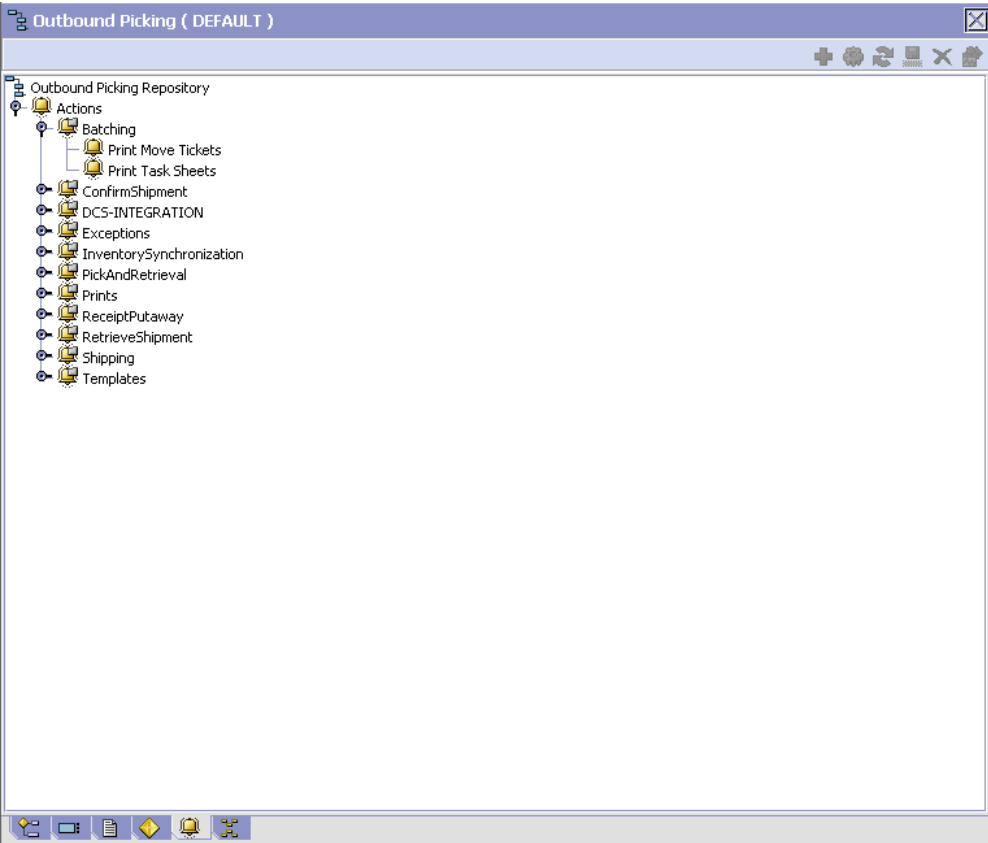 Outbound Picking ( DEFAULT )
Outbound Picking Repository
Actions
Batching
Print Move Tickets
Print Task Sheets
ConfirmShipment
DCS-INTEGRATION
Exceptions
InventorySynchronization
PickAndRetrieval
Prints
ReceiptPutaway
RetrieveShipment
Shipping
Templates